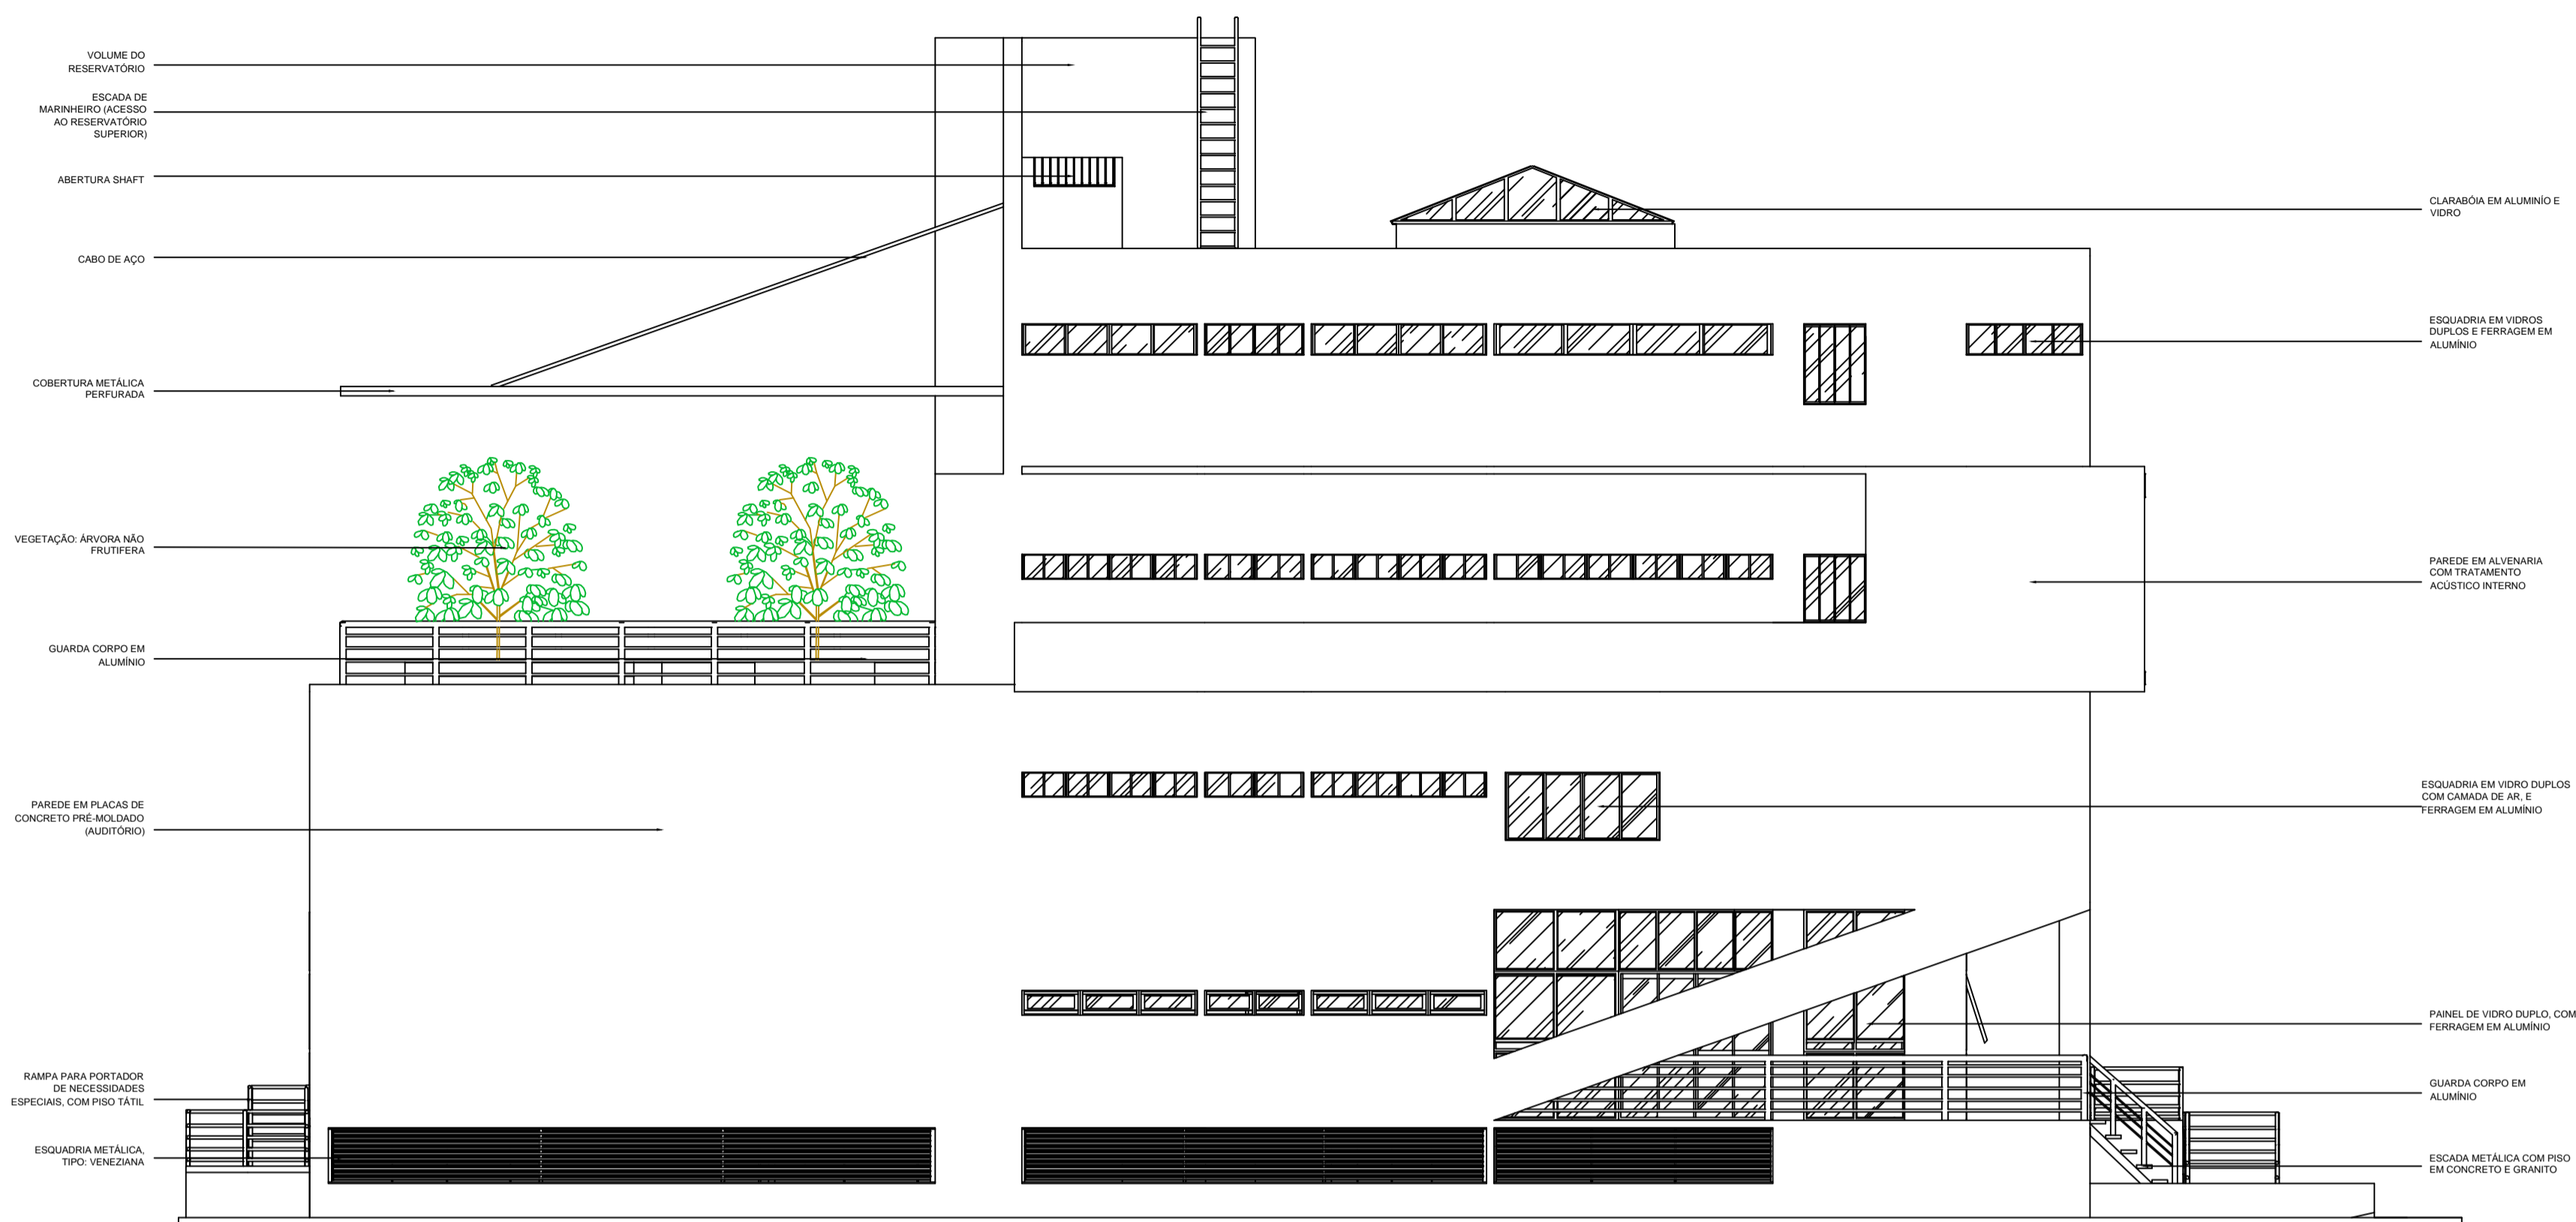 VOLUME DO
RESERVATÓRIO
ESCADA DE
MARINHEIRO (ACESSO
AO RESERVATÓRIO
SUPERIOR)
ABERTURA SHAFT
CABO DE AÇO
COBERTURA METÁLICA
PERFURADA
VEGETAÇÃO: ÁRVORA NÃO
FRUTIFERA
GUARDA CORPO EM
ALUMÍNIO
PAREDE EM PLACAS DE
CONCRETO PRÉ-MOLDADO
(AUDITÓRIO)
RAMPA PARA PORTADOR
DE NECESSIDADES
ESPECIAIS, COM PISO TÁTIL
ESQUADRIA METÁLICA,
TIPO: VENEZIANA
CLARABÓIA EM ALUMINÍO E
VIDRO
ESQUADRIA EM VIDROS
DUPLOS E FERRAGEM EM
ALUMÍNIO
PAREDE EM ALVENARIA
COM TRATAMENTO
ACÚSTICO INTERNO
ESQUADRIA EM VIDRO DUPLOS
COM CAMADA DE AR, E
FERRAGEM EM ALUMÍNIO
PAINEL DE VIDRO DUPLO, COM
FERRAGEM EM ALUMÍNIO
GUARDA CORPO EM
ALUMÍNIO
ESCADA METÁLICA COM PISO
EM CONCRETO E GRANITO